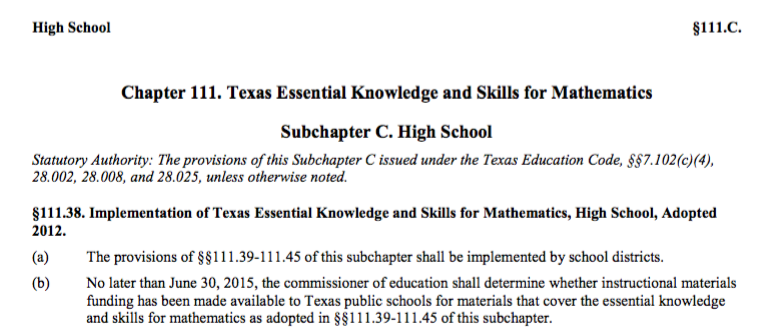 High School §111.C.
Chapter 111. Texas Essential Knowledge and Skills for Mathematics
Subchapter C. High School
Statutory Authority: The provisions of this Subchapter C issued under the Texas Education Code, §§7.102(c)(4),
28.002, 28.008, and 28.025, unless otherwise noted.
§111.38. Implementation of Texas Essential Knowledge and Skills for Mathematics, High School, Adopted
2012.
(a) The provisions of §§111.39-111.45 of this subchapter shall be implemented by school districts.
(b) No later than June 30, 2015, the commissioner of education shall determine whether instructional materials
funding has been made available to Texas public schools for materials that cover the essential knowledge
and skills for mathematics as adopted in §§111.39-111.45 of this subchapter.